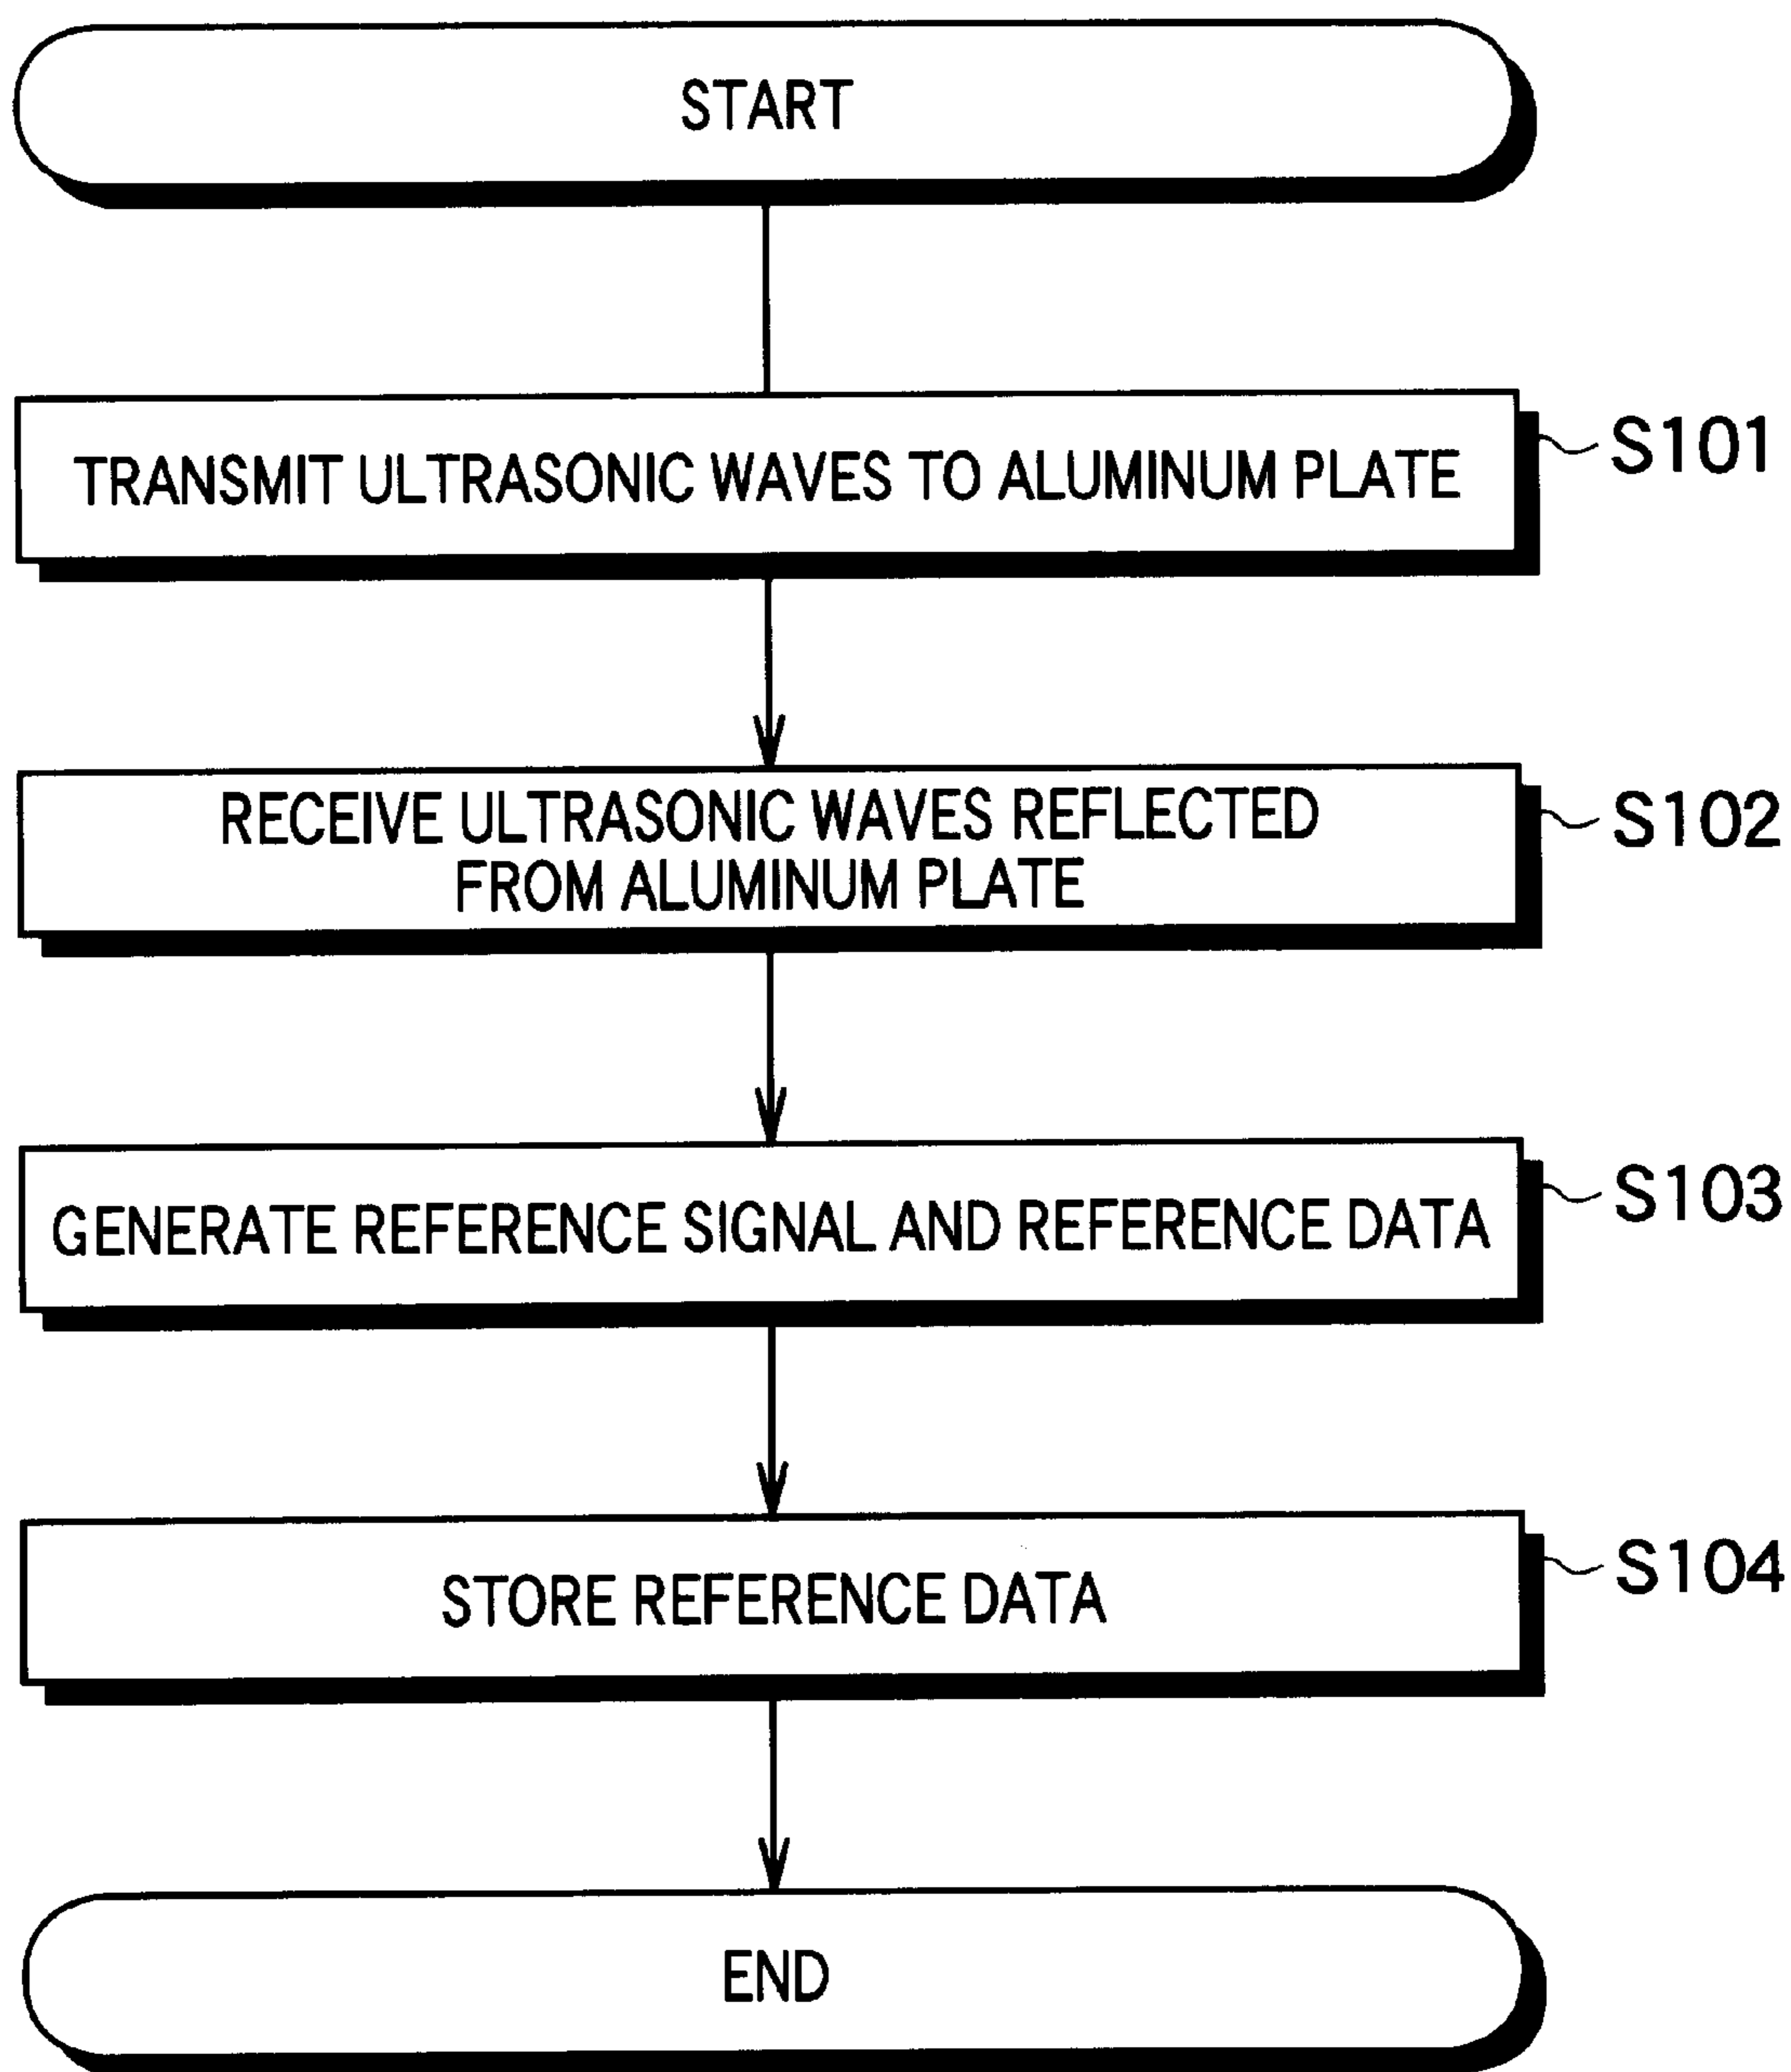 START
TRANSMIT ULTRASONIC WAVES TO ALUMINUM PLATE
S101
RECEIVE ULTRASONIC WAVES REFLECTED
FROM ALUMINUM PLATE
S102
GENERATE REFERENCE SIGNAL AND REFERENCE DATA
S103
STORE REFERENCE DATA
S104
END